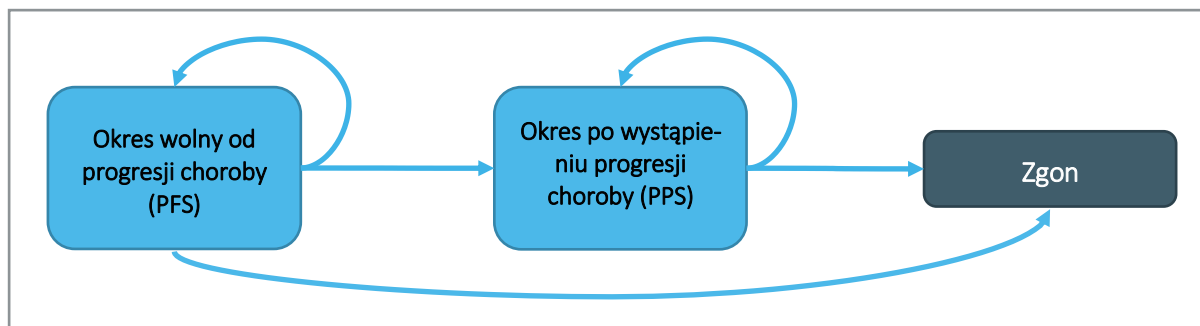 Okres wolny od
progresji choroby
(PFS)
Okres po wystąpie-
niu progresji
choroby (PPS)
Zgon